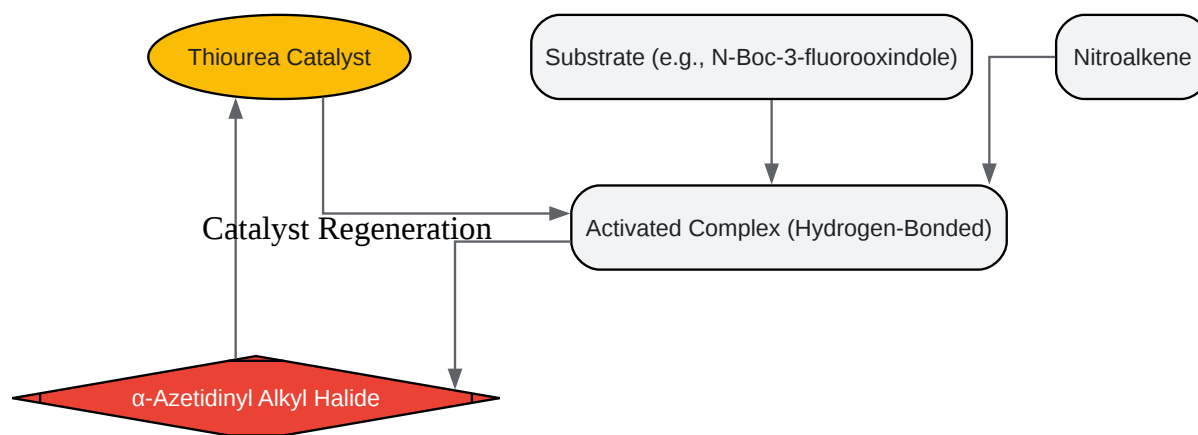 Thiourea Catalyst
Substrate (e.g., N-Boc-3-fluorooxindole)
Nitroalkene
Catalyst Regeneration
Activated Complex (Hydrogen-Bonded)
α-Azetidinyl Alkyl Halide